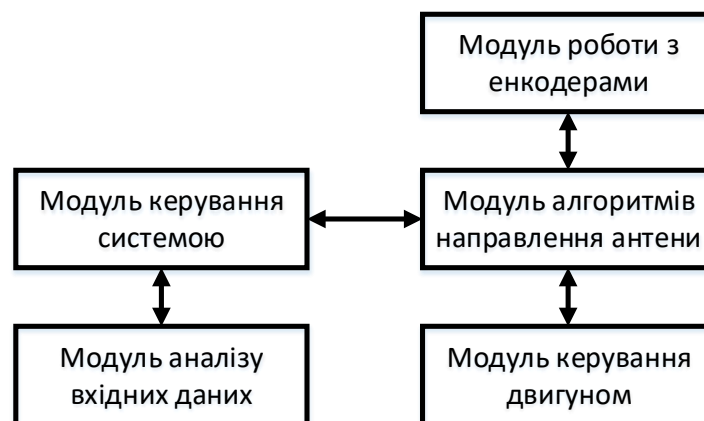 Модуль роботи з
енкодерами
Модуль керування
системою
Модуль алгоритмів
направлення антени
Модуль аналізу
вхідних даних
Модуль керування
двигуном